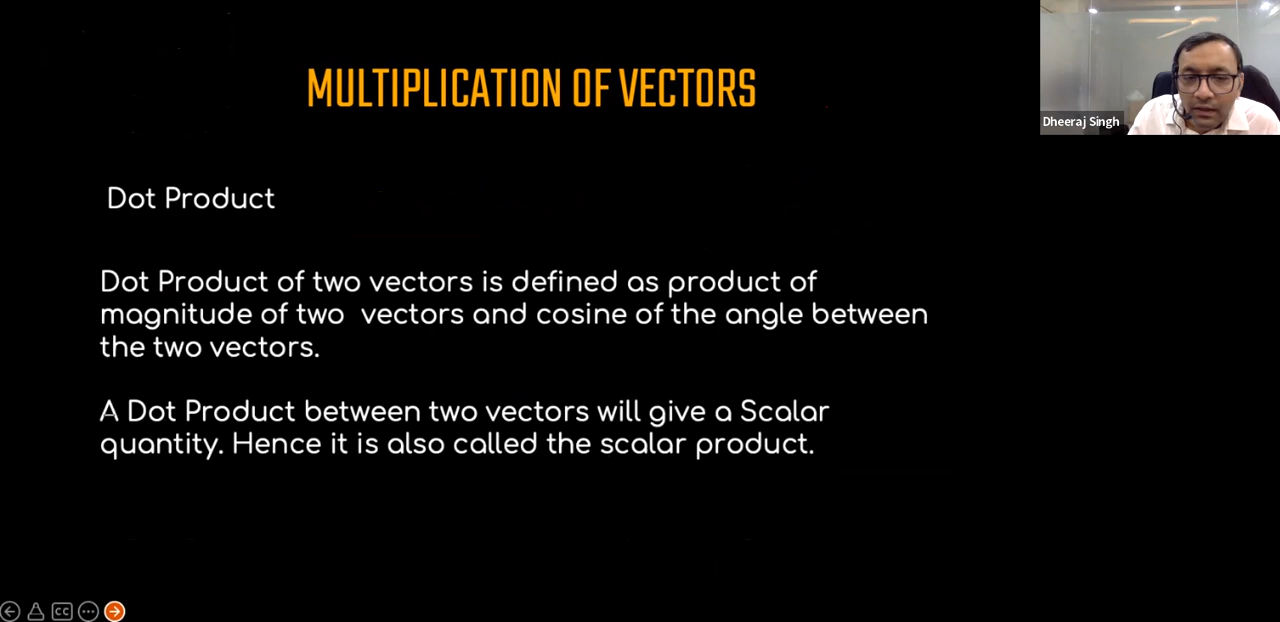 MULTIPLICATION OF VECTORS
Dheeraj Singh
Dot Product
Dot Product of two vectors is defined as product of
magnitude of two vectors and cosine of the angle between
the two vectors.
A Dot Product between two vectors will give a Scalar
quantity. Hence it is also called the scalar product.
CC